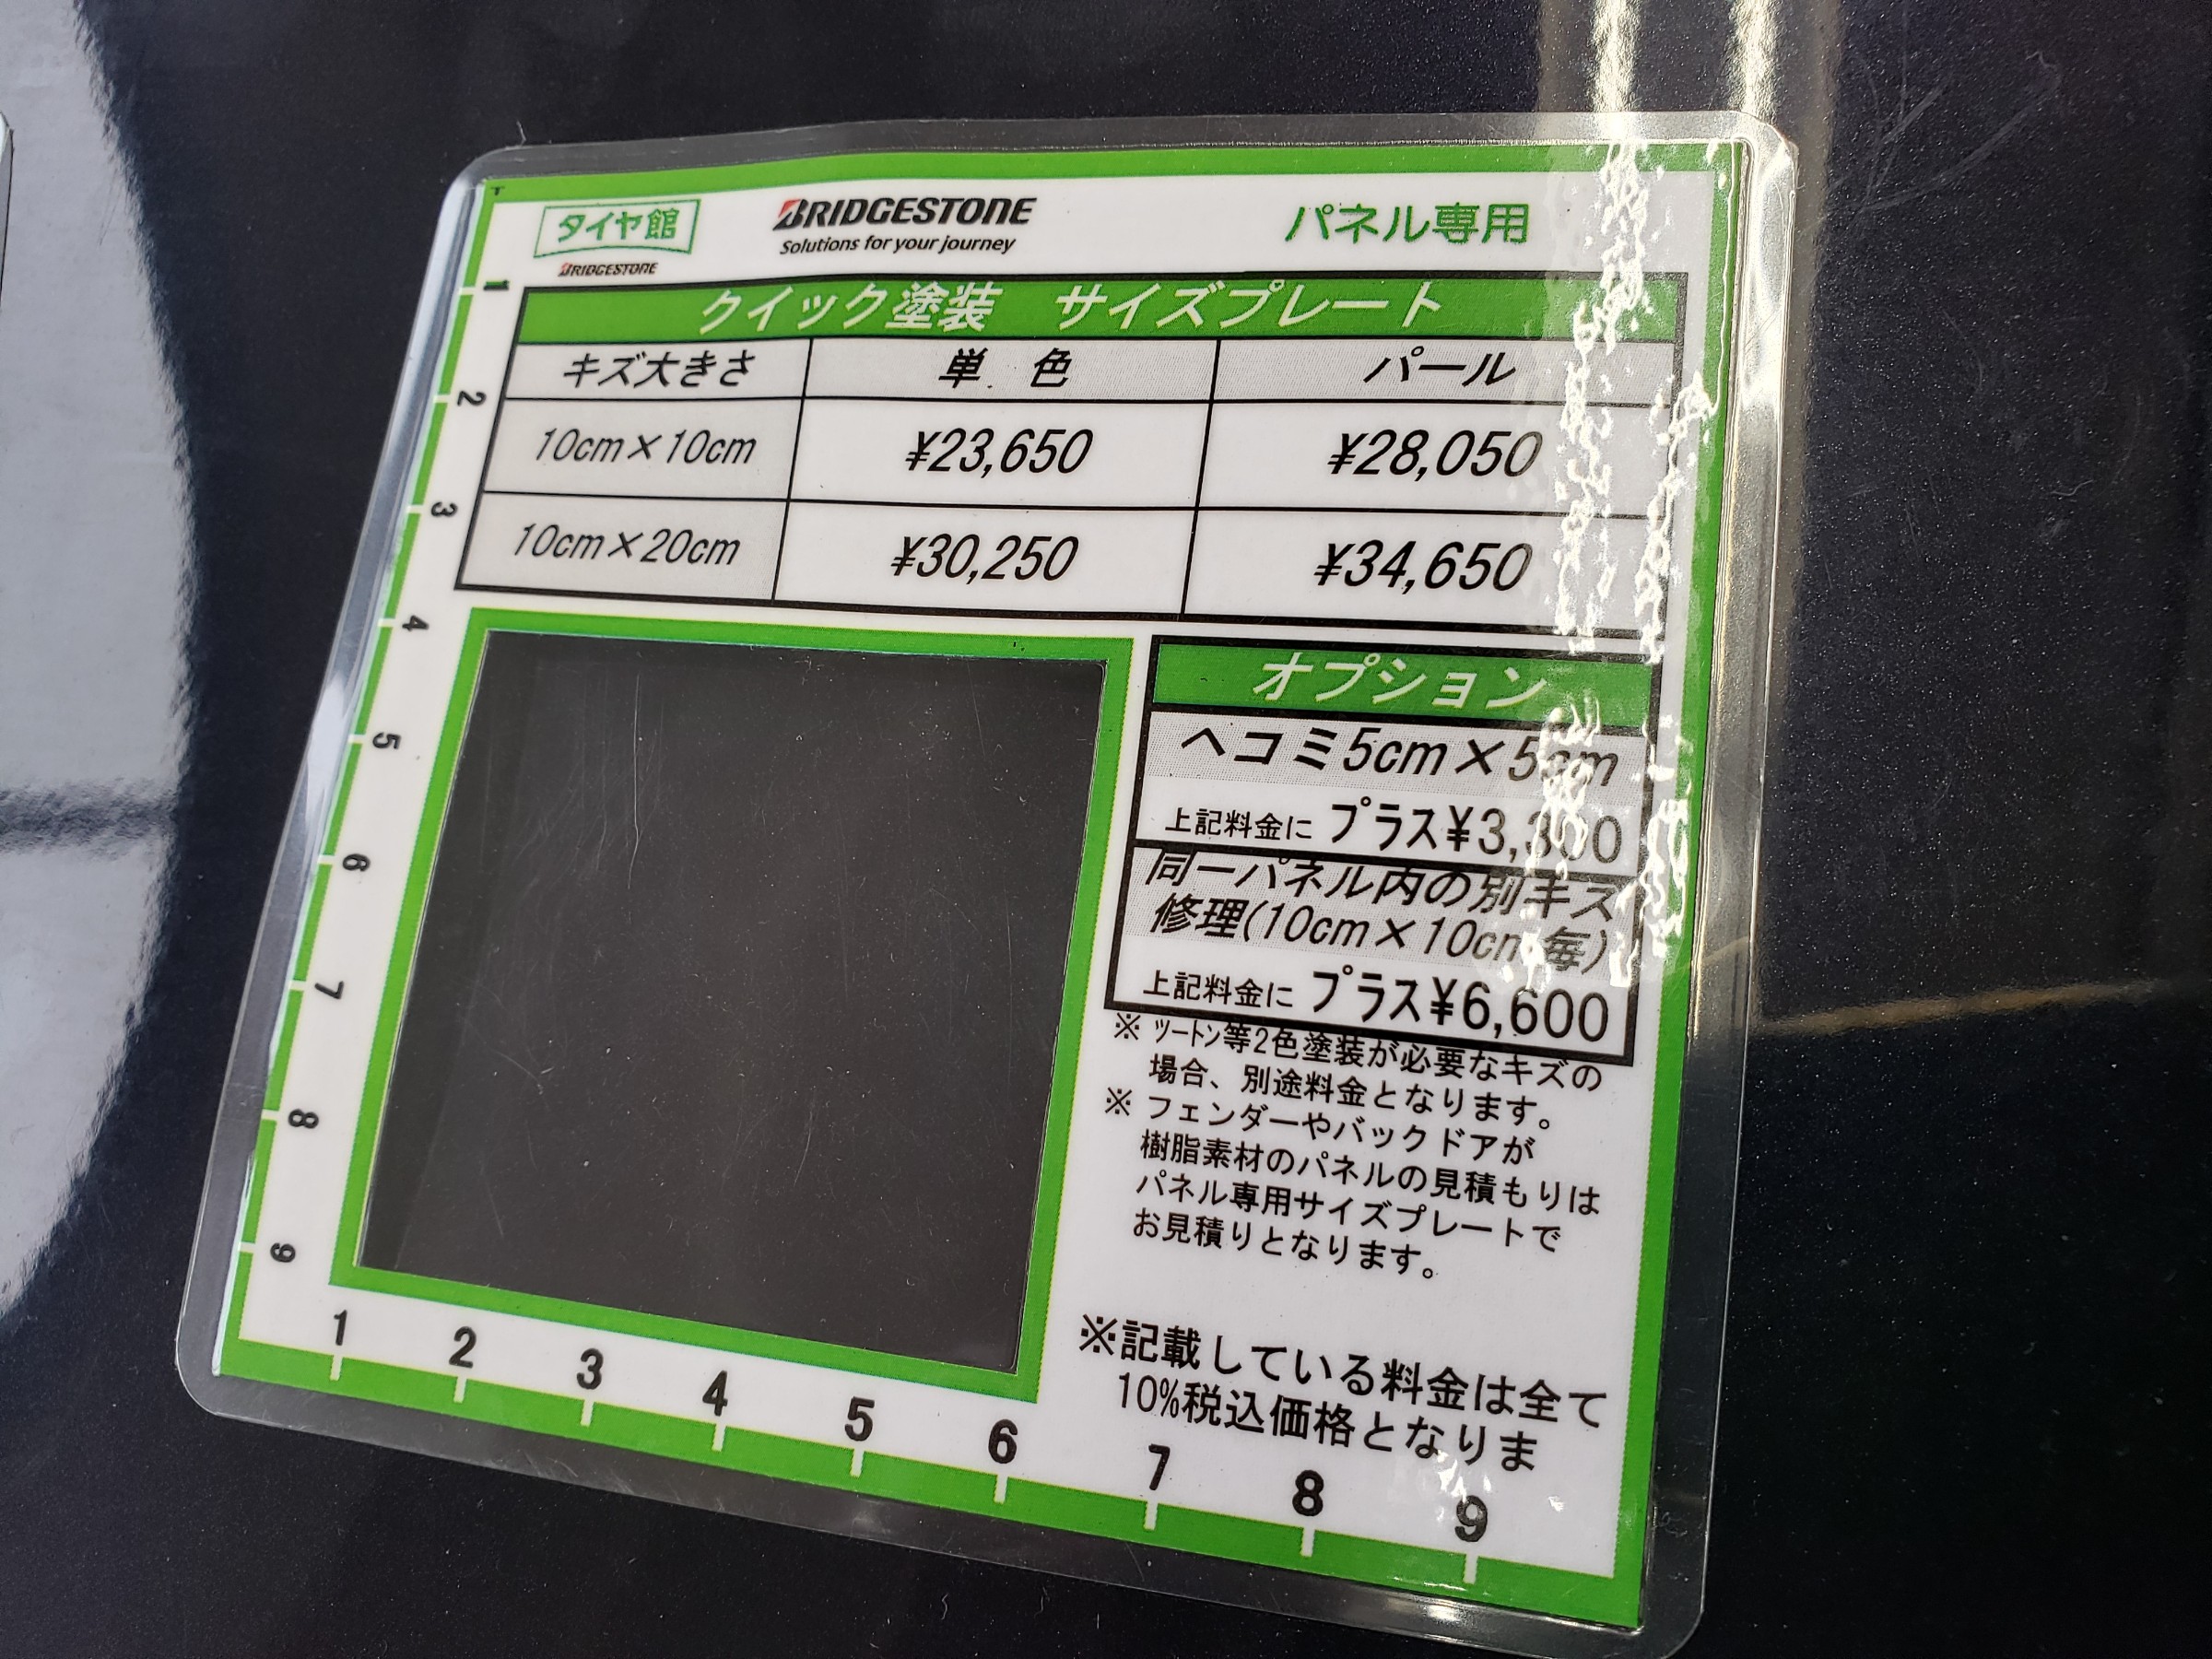 タイヤ館
BRIDGESTONE
BRIDGESTONE
Solutions for your journey
パネル専用
クイック塗装 サイズプレート
キズ大きさ 単 色 パール
10cm×10cm ¥23,650 ¥28,050
10cm×20cm ¥30,250 ¥34,650
オプション
ヘコミ5cm×5cm
上記料金に プラス¥3,300
同一パネル内の別キズ
修理(10cm×10cm毎)
上記料金に プラス¥6,600
※ ツートン等2色塗装が必要なキズの
場合、別途料金となります。
※ フェンダーやバックドアが
樹脂素材のパネルの見積もりは
パネル専用サイズプレートで
お見積りとなります。
※記載している料金は全て
10%税込価格となりま
1
2
3
4
5
6
7
8
9
1 2 3 4 5 6 7 8 9